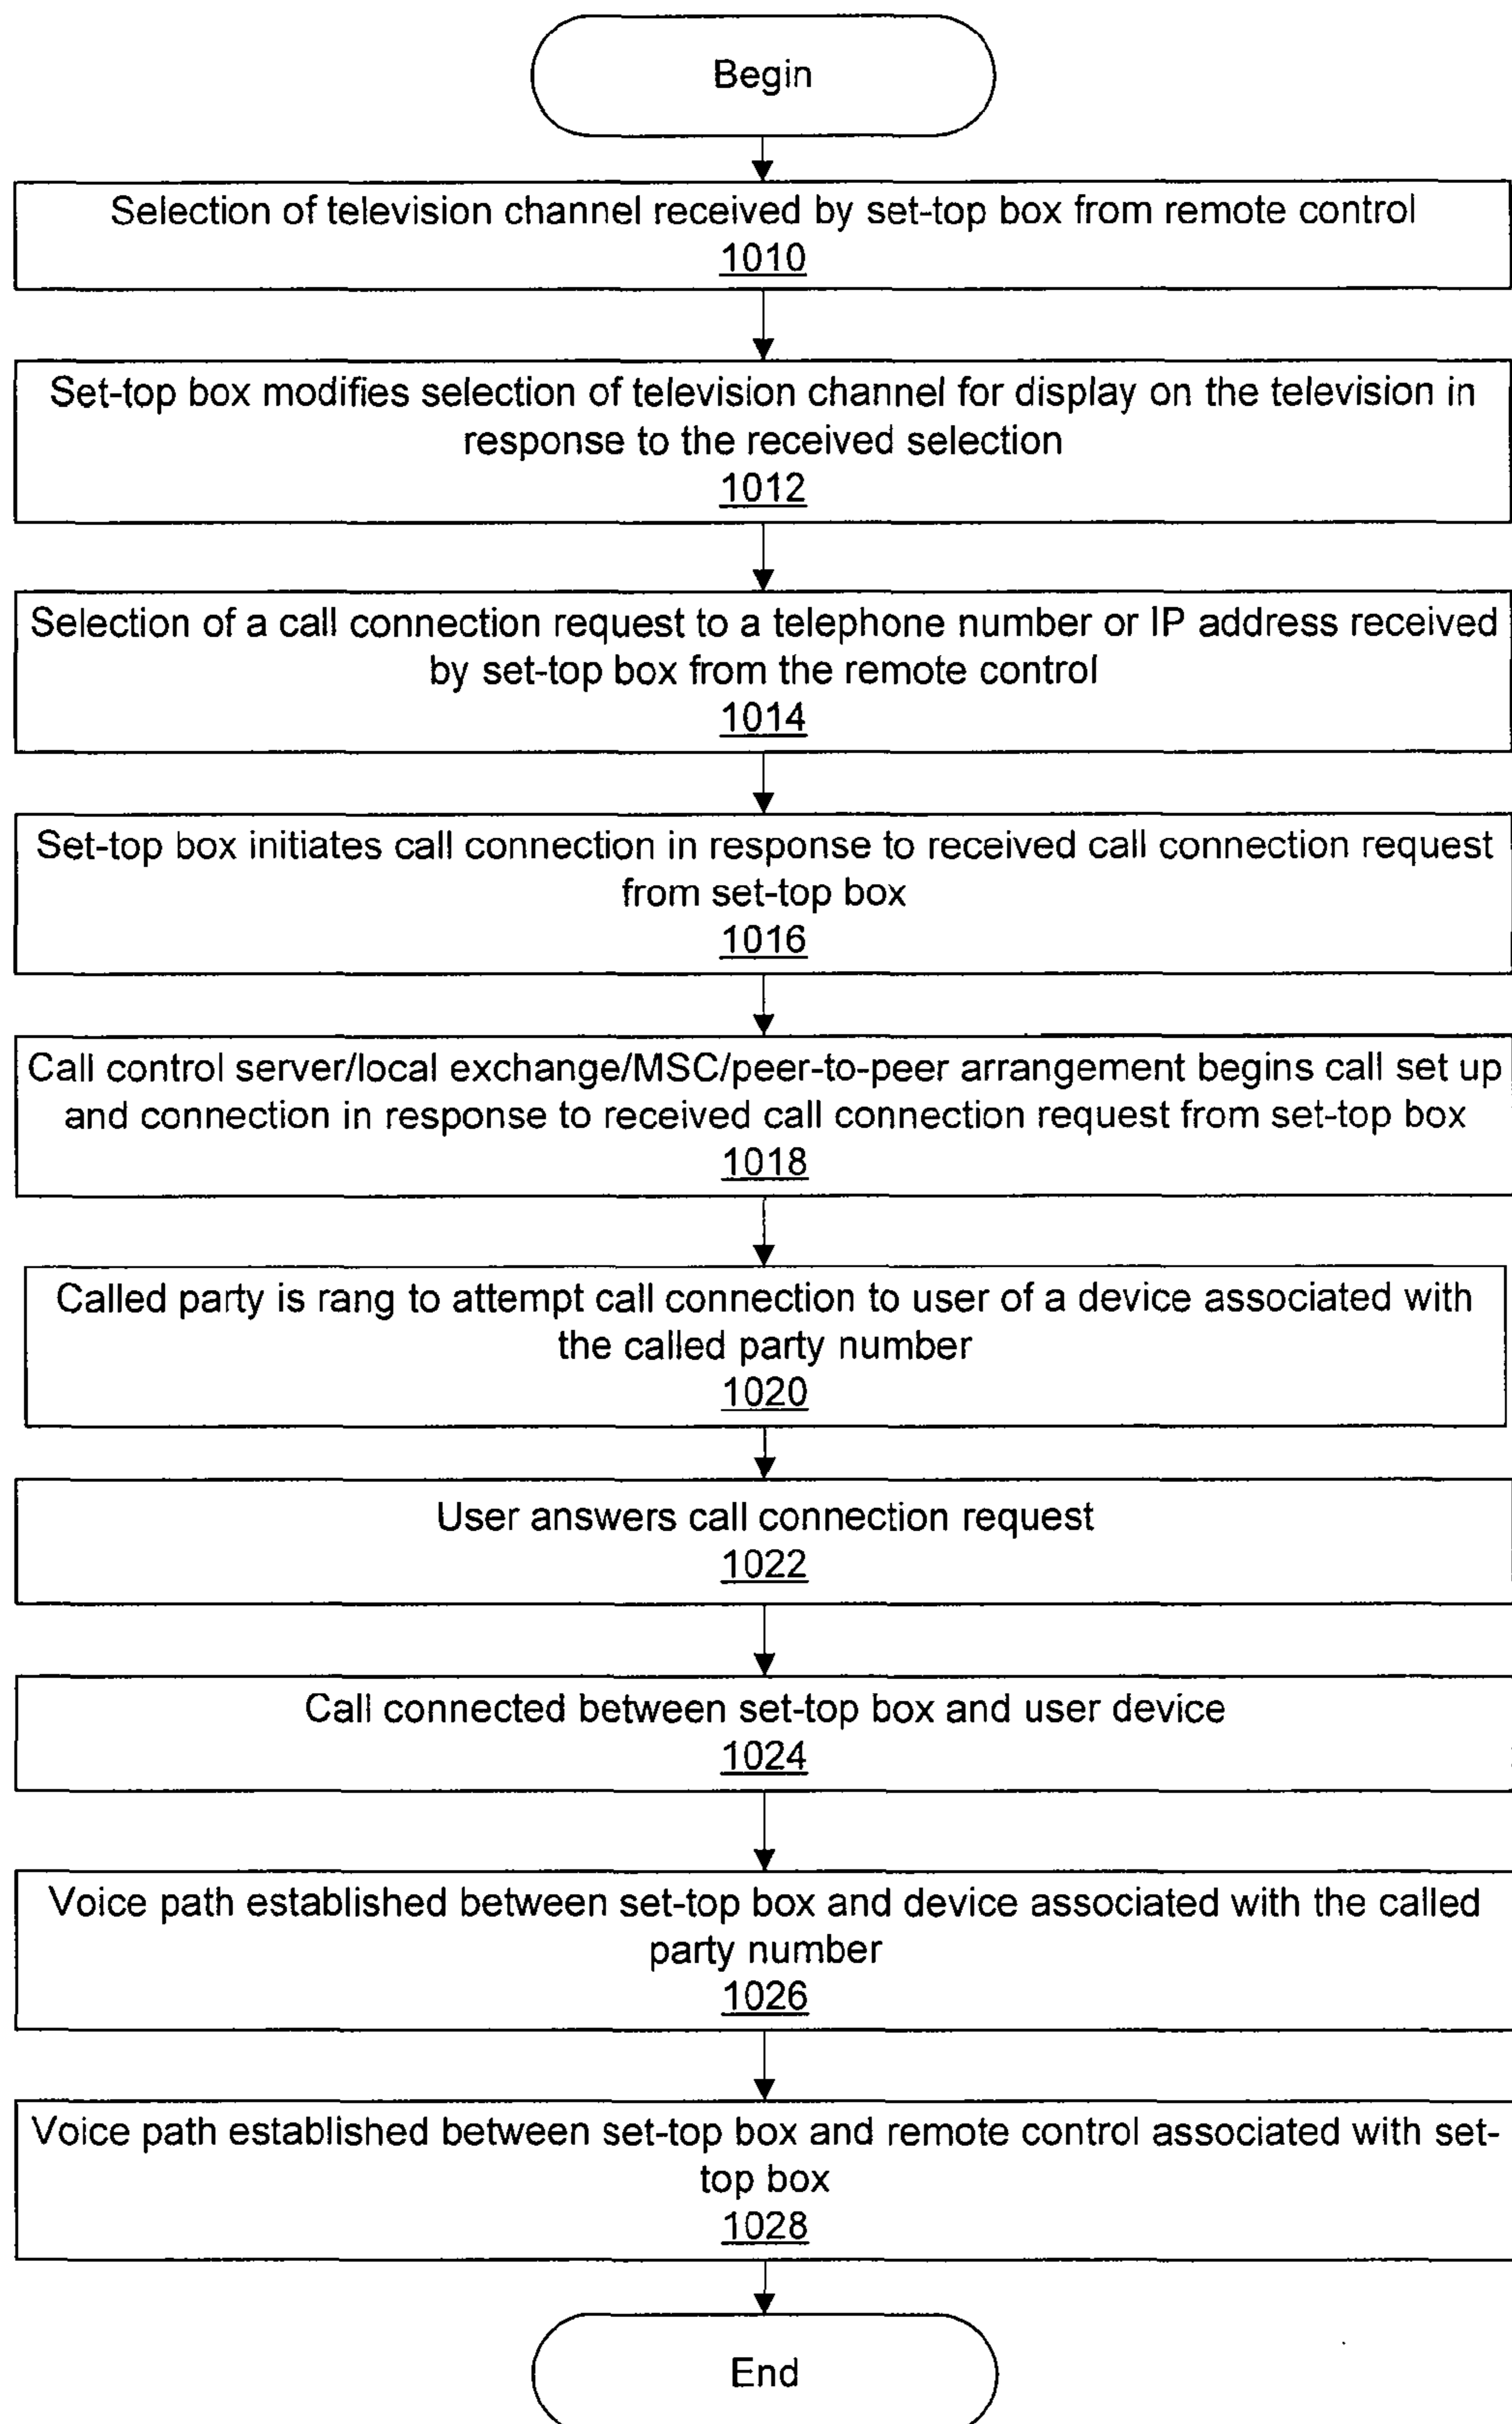 Begin
Selection of television channel received by set-top box from remote control
1010
Set-top box modifies selection of television channel for display on the television in
response to the received selection
1012
Selection of a call connection request to a telephone number or IP address received
by set-top box from the remote control
1014
Set-top box initiates call connection in response to received call connection request
from set-top box
1016
Call control server/local exchange/MSC/peer-to-peer arrangement begins call set up
and connection in response to received call connection request from set-top box
1018
Called party is rang to attempt call connection to user of a device associated with
the called party number
1020
User answers call connection request
1022
Call connected between set-top box and user device
1024
Voice path established between set-top box and device associated with the called
party number
1026
Voice path established between set-top box and remote control associated with set-
top box
1028
End